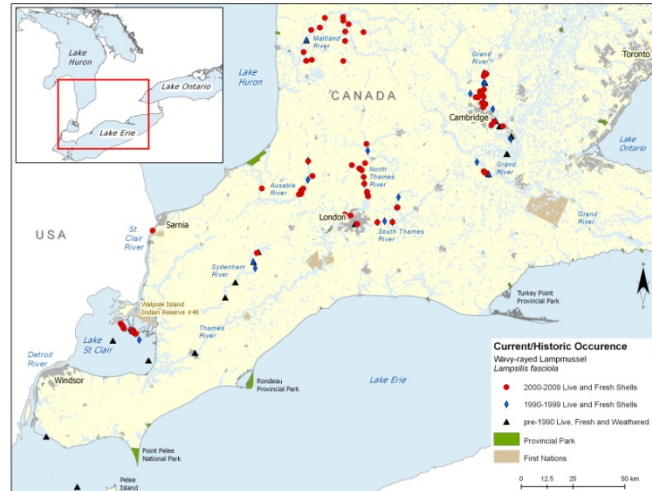 Lake
Huron
Lake Ontario
Lake Erie
Maitland
River
Lake
Huron
CANADA
Grand
River
Toronto
Cambridge
Lake
Ontario
Ausable
River
North
Thames
River
Grand
River
Grand
River
London
South Thames
River
USA
St.
Clair
River
Sarnia
Sydenham
River
Walpole Island
Indian Reserve #46
Turkey Point
Provincial Park
Lake
St Clair
Thames
River
Detroit
River
Windsor
Rondeau
Provincial Park
Lake Erie
Point Pelee
National Park
Pelee
Island
Current/Historic Occurence
Wavy-rayed Lampmussel
Lampsilis fasciola
2000-2009 Live and Fresh Shells
1990-1999 Live and Fresh Shells
pre-1990 Live, Fresh and Weathered
Provincial Park
First Nations
0 12.5 25 50 km